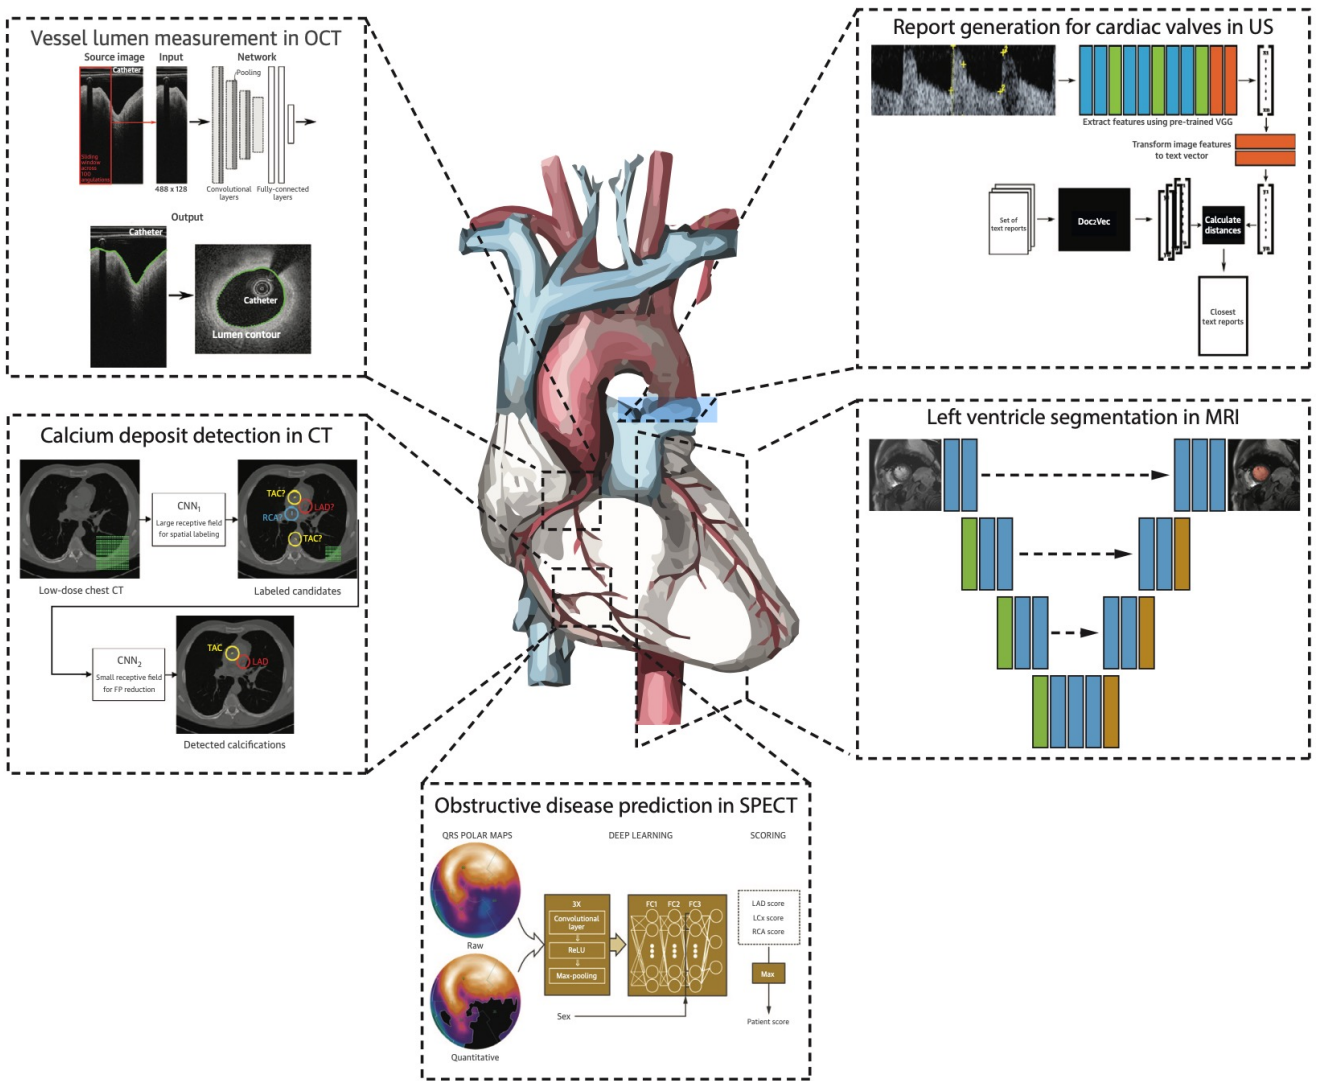 Vessel lumen measurement in OCT
Source image
Input
Network
Catheter
Pooling
Sliding
window
across
100
angulations
488 x 128
Convolutional
layers
Fully-connected
layers
Output
Catheter
Catheter
Lumen contour
Report generation for cardiac valves in US
Extract features using pre-trained VGG
Transform image features
to text vector
Set of
text reports
Doc2Vec
Calculate
distances
Closest
text reports
Calcium deposit detection in CT
CNN1
Large receptive field
for spatial labeling
TAC?
LAD?
RCA?
TAC?
Low-dose chest CT
Labeled candidates
CNN2
Small receptive field
for FP reduction
TAC
LAD
Detected calcifications
Left ventricle segmentation in MRI
Obstructive disease prediction in SPECT
QRS POLAR MAPS
DEEP LEARNING
SCORING
Raw
Quantitative
3X
Convolutional
layer
ReLU
Max-pooling
FC1
FC2
FC3
Sex
LAD score
LCx score
RCA score
Max
Patient score